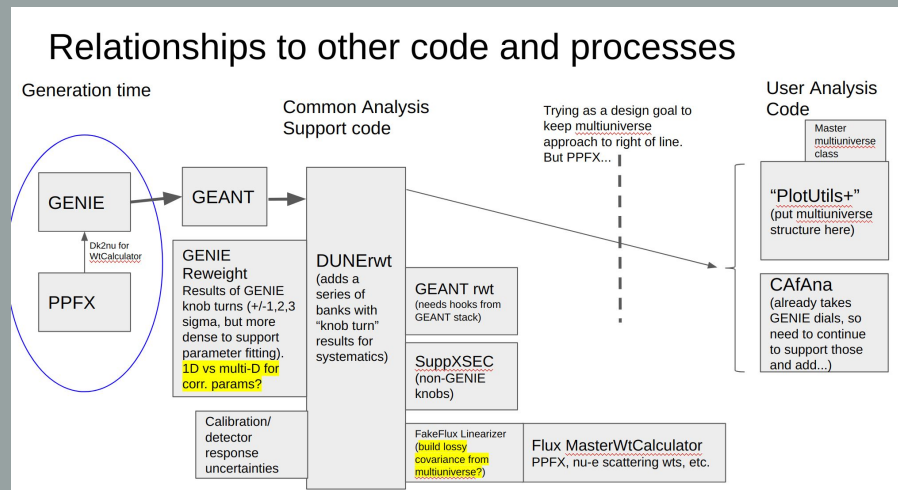 Relationships to other code and processes
Generation time
Common Analysis
Support code
Trying as a design goal to
keep multiuniverse
approach to right of line.
But PPFX...
User Analysis
Code
Master
multiuniverse
class
GENIE
GEANT
Dk2nu for
WtCalculator
PPFX
GENIE
Reweight
Results of GENIE
knob turns (+/-1,2,3
sigma, but more
dense to support
parameter fitting).
1D vs multi-D for
corr. params?
Calibration/
detector
response
uncertainties
DUNErwt
(adds a
series of
banks with
“knob turn”
results for
systematics)
GEANT rwt
(needs hooks from
GEANT stack)
SuppXSEC
(non-GENIE
knobs)
FakeFlux Linearizer
(build lossy
covariance from
multiuniverse?)
Flux MasterWtCalculator
PPFX, nu-e scattering wts, etc.
“PlotUtils+”
(put multiuniverse
structure here)
CAfAna
(already takes
GENIE dials, so
need to continue
to support those
and add...)